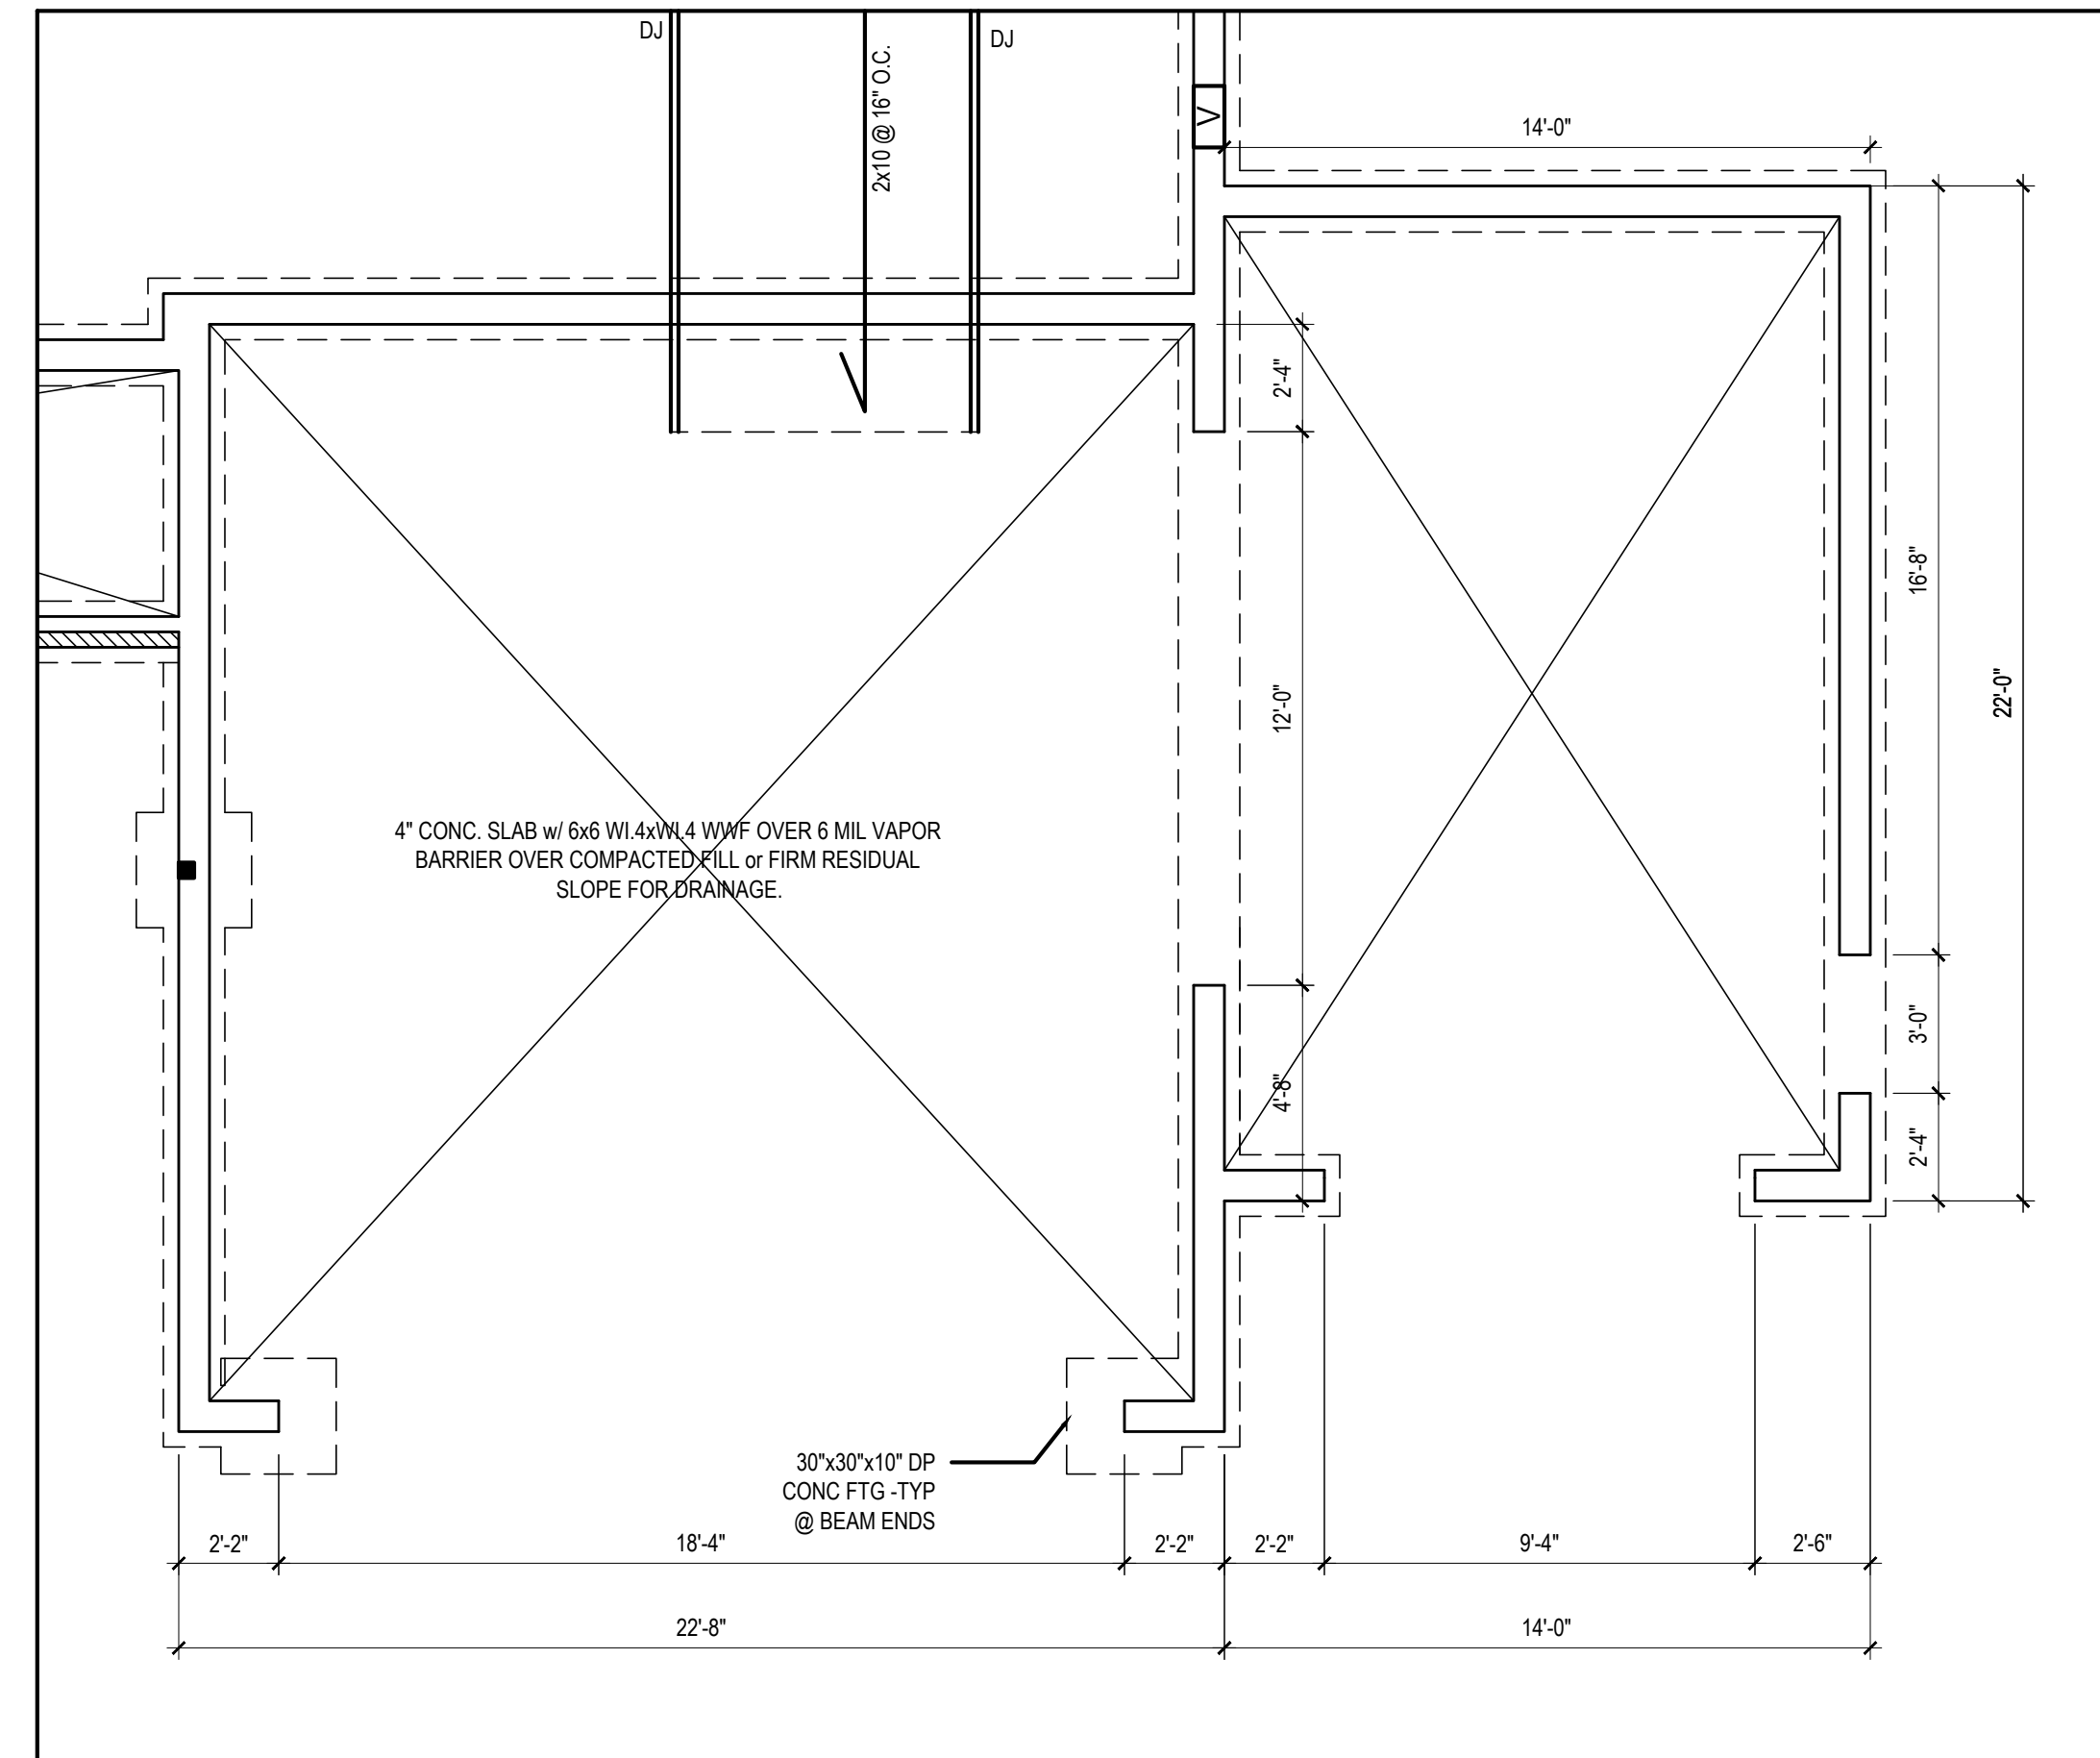 DJ
DJ
2x10 @ 16" O.C.
V
14'-0"
2'-4"
16'-8"
22'-0"
12'-0"
4" CONC. SLAB w/ 6x6 WI.4xWI.4 WWF OVER 6 MIL VAPOR
BARRIER OVER COMPACTED FILL or FIRM RESIDUAL
SLOPE FOR DRAINAGE.
3'-0"
4'-8"
2'-4"
30"x30"x10" DP
CONC FTG -TYP
@ BEAM ENDS
2'-2"
18'-4"
2'-2"
2'-2"
9'-4"
2'-6"
22'-8"
14'-0"